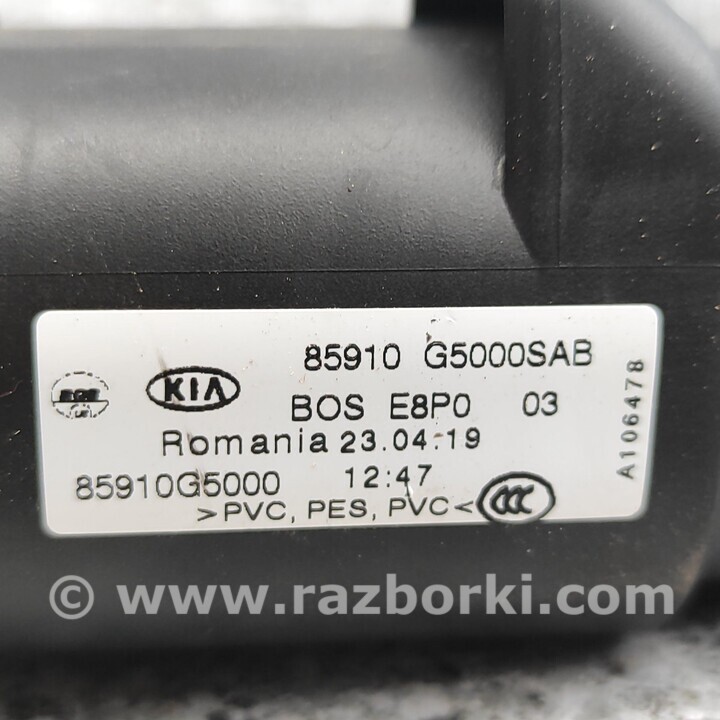 85910 G5000SAB
KIA
BOS E8P0 03
Romania 23.04.19
85910G5000 12:47
>PVC, PES, PVC<
CCC
A106478
© www.razborki.com